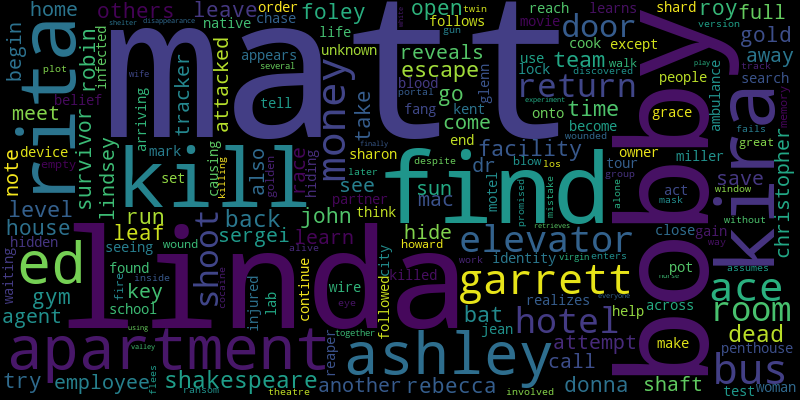 matt
linda
bobby
find
kill
rita
kira
ashley
apartment
garrett
ed
elevator
ace
hotel
bus
room
money
shoot
door
return
facility
escape
shakespeare
reveals
foley
leave
others
home
begin
infected
plot
belief
meet
device
empty
note
survivor
robin
lindsey
native
order
chase
life
appears
unknown
arriving
tracker
attacked
disappearance
shelter
wife
tell
several
twin
gun
movie
portal
blood
fang
kent
glenn
follows
open
go
come
end
reach
learns
use
cook
except
lock
discovered
walk
team
time
onto
become
wounded
roy
full
shard
version
track
play
people
grace
ambulance
gold
away
search
memory
christopher
miller
owner
tour
group
alone
fails
great
act
save
mask
window
without
close
gain
way
pot
across
help
make
dead
penthouse
test
woman
nurse
everyone
shaft
donna
call
attempt
bat
jean
realizes
identity
howard
work
virgin
enters
assumes
involved
rebecca
another
reaper
theatre
ransom
employee
try
valley
using
flees
cocaine
injured
lab
fire
inside
eye
alive
killed
together
followed
city
wire
continue
found
school
key
agent
gym
level
house
hidden
waiting
leaf
run
back
sergei
john
learn
see
think
hide
mac
sun
dr
motel
sharon
partner
later
despite
promised
mistake
retrieves
los
blow
also
race
hiding
golden
take
mark
set
causing
killing
seeing
wound
experiment
finally
white